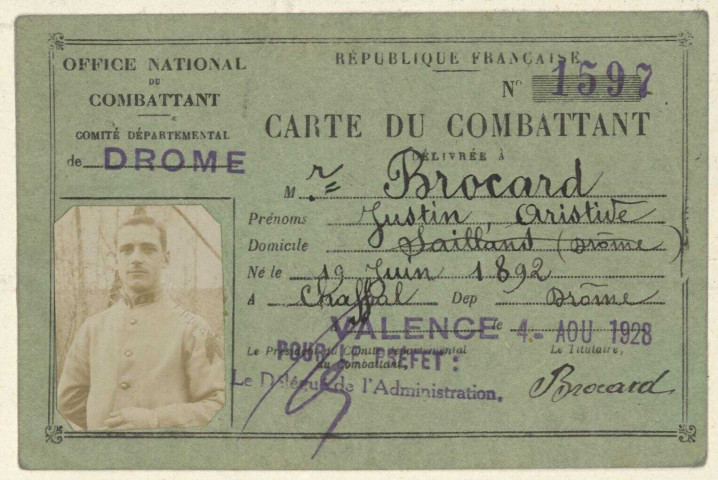 OFFICE NATIONAL
DU
COMBATTANT
COMITÉ DÉPARTEMENTAL
de DROME
RÉPUBLIQUE FRANÇAISE
N° 1597
CARTE DU COMBATTANT
DÉLIVRÉE À
M r Brocard
Prénoms Justin, Aristide
Domicile Saillans (Drôme)
Né le 19 Juin 1892
A Dep Drôme
VALENCE le 4 - AOU 1928
Le Président du Comité départemental
du combattant,
POUR LE PREFET :
Le Délégué de l'Administration,
Le Titulaire,
Brocard